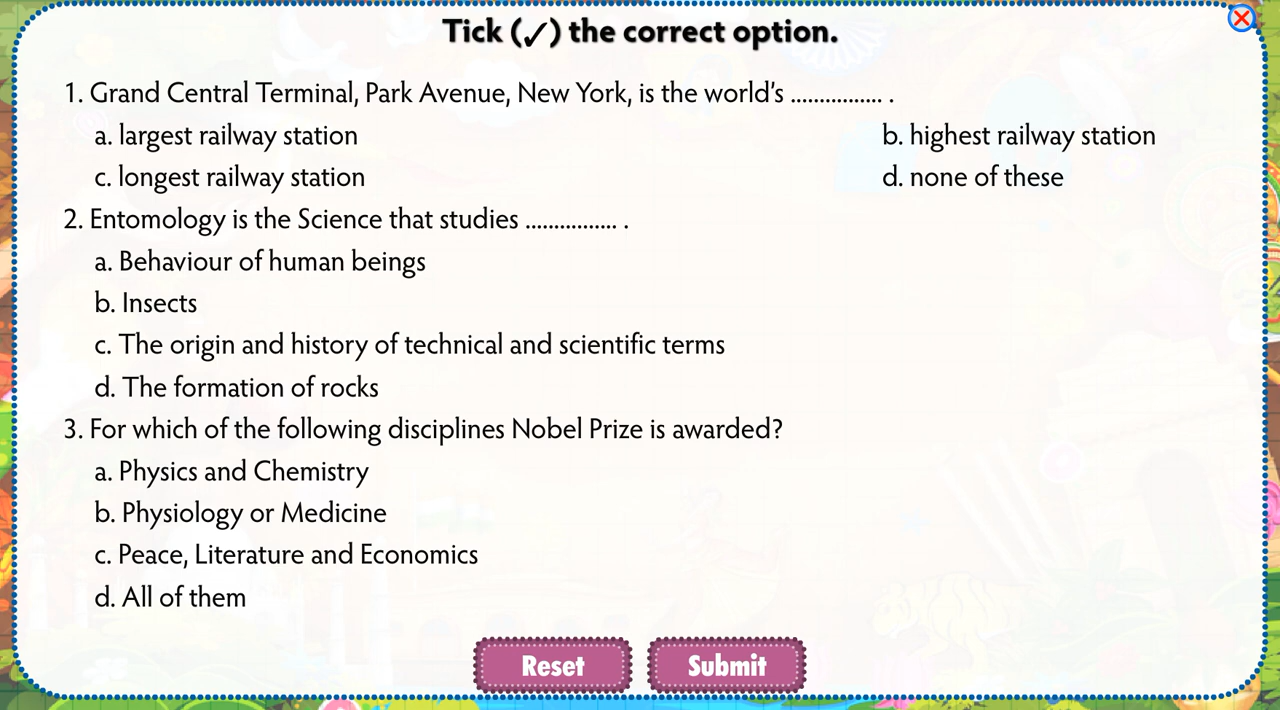 Tick (✓) the correct option.
1. Grand Central Terminal, Park Avenue, New York, is the world's ................ .
a. largest railway station b. highest railway station
c. longest railway station d. none of these
2. Entomology is the Science that studies ................ .
a. Behaviour of human beings
b. Insects
c. The origin and history of technical and scientific terms
d. The formation of rocks
3. For which of the following disciplines Nobel Prize is awarded?
a. Physics and Chemistry
b. Physiology or Medicine
c. Peace, Literature and Economics
d. All of them
Reset Submit